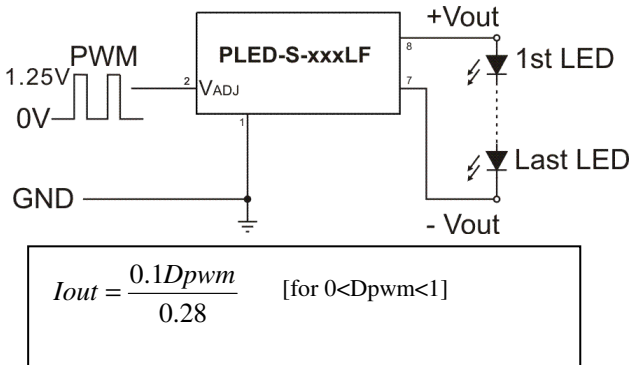 +Vout
PLED-S-xxxLF
8
1st LED
PWM
1.25V
2
VADJ
7
0V
1
Last LED
GND
- Vout
Iout = 0.1Dpwm / 0.28 [for 0<Dpwm<1]